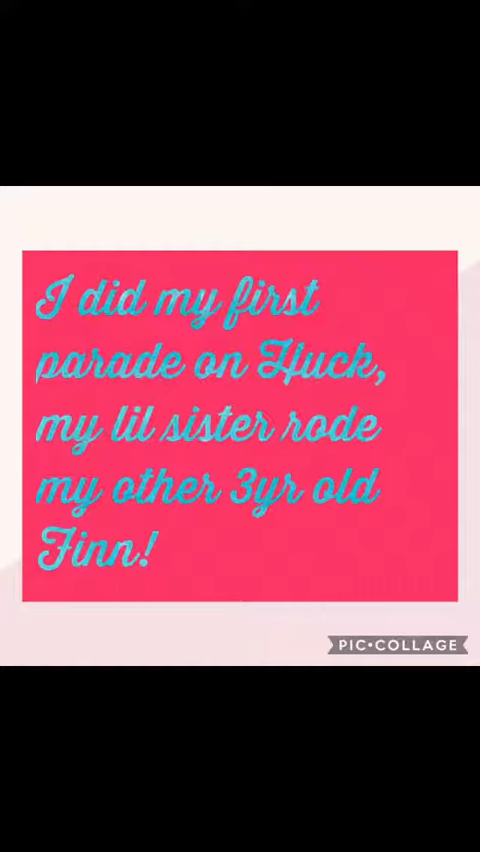 I did my first
parade on Huck,
my lil sister rode
my other 3yr old
Finn!
PIC•COLLAGE